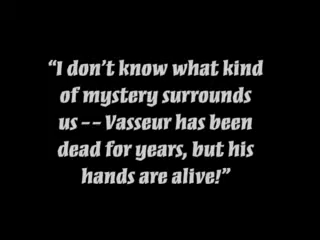 “I don’t know what kind
of mystery surrounds
us -- Vasseur has been
dead for years, but his
hands are alive!”